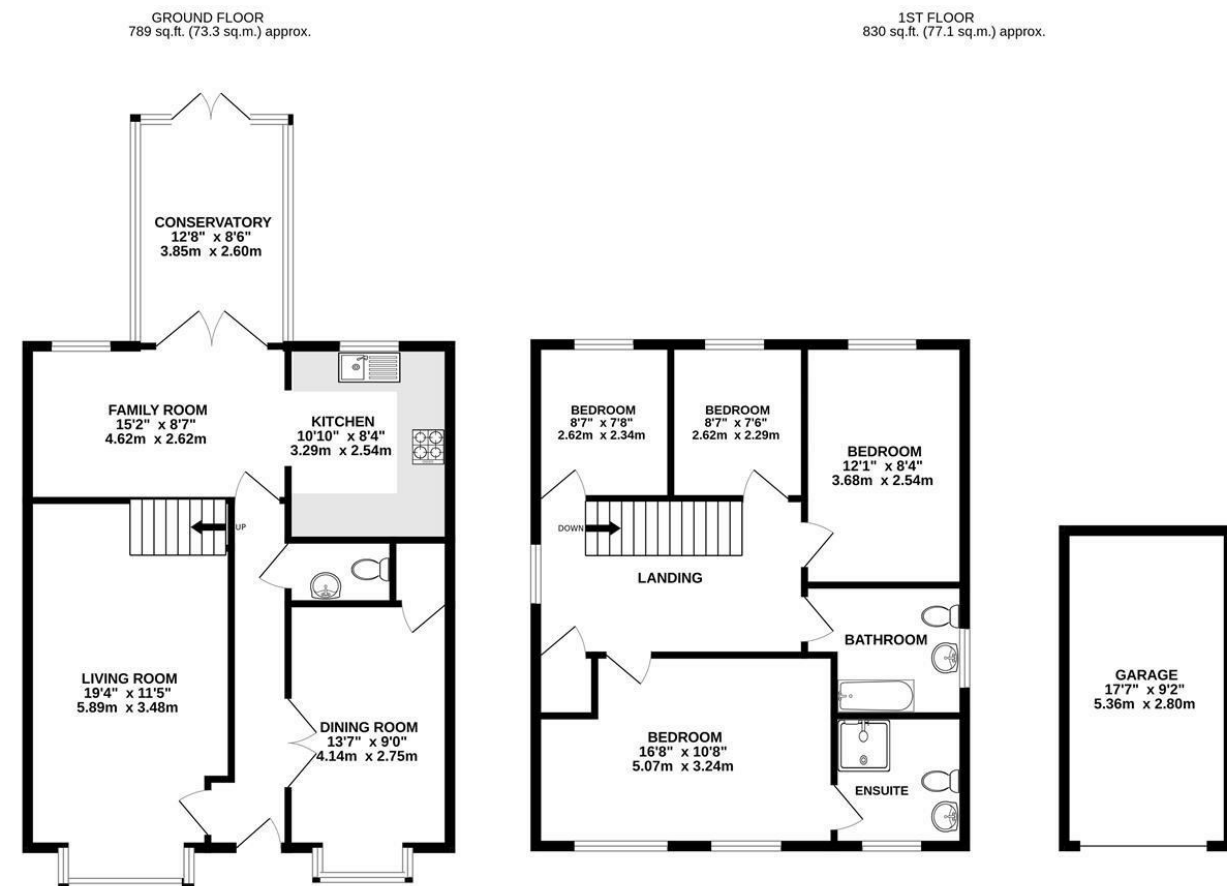 GROUND FLOOR
789 sq.ft. (73.3 sq.m.) approx.
1ST FLOOR
830 sq.ft. (77.1 sq.m.) approx.
CONSERVATORY
12'8" x 8'6"
3.85m x 2.60m
FAMILY ROOM
15'2" x 8'7"
4.62m x 2.62m
KITCHEN
10'10" x 8'4"
3.29m x 2.54m
UP
LIVING ROOM
19'4" x 11'5"
5.89m x 3.48m
DINING ROOM
13'7" x 9'0"
4.14m x 2.75m
BEDROOM
8'7" x 7'8"
2.62m x 2.34m
BEDROOM
8'7" x 7'6"
2.62m x 2.29m
BEDROOM
12'1" x 8'4"
3.68m x 2.54m
DOWN
LANDING
BATHROOM
BEDROOM
16'8" x 10'8"
5.07m x 3.24m
ENSUITE
GARAGE
17'7" x 9'2"
5.36m x 2.80m